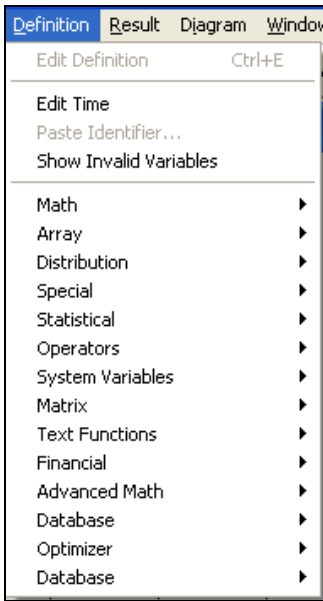 Definition Result Diagram Window
Edit Definition Ctrl+E
Edit Time
Paste Identifier...
Show Invalid Variables
Math
Array
Distribution
Special
Statistical
Operators
System Variables
Matrix
Text Functions
Financial
Advanced Math
Database
Optimizer
Database